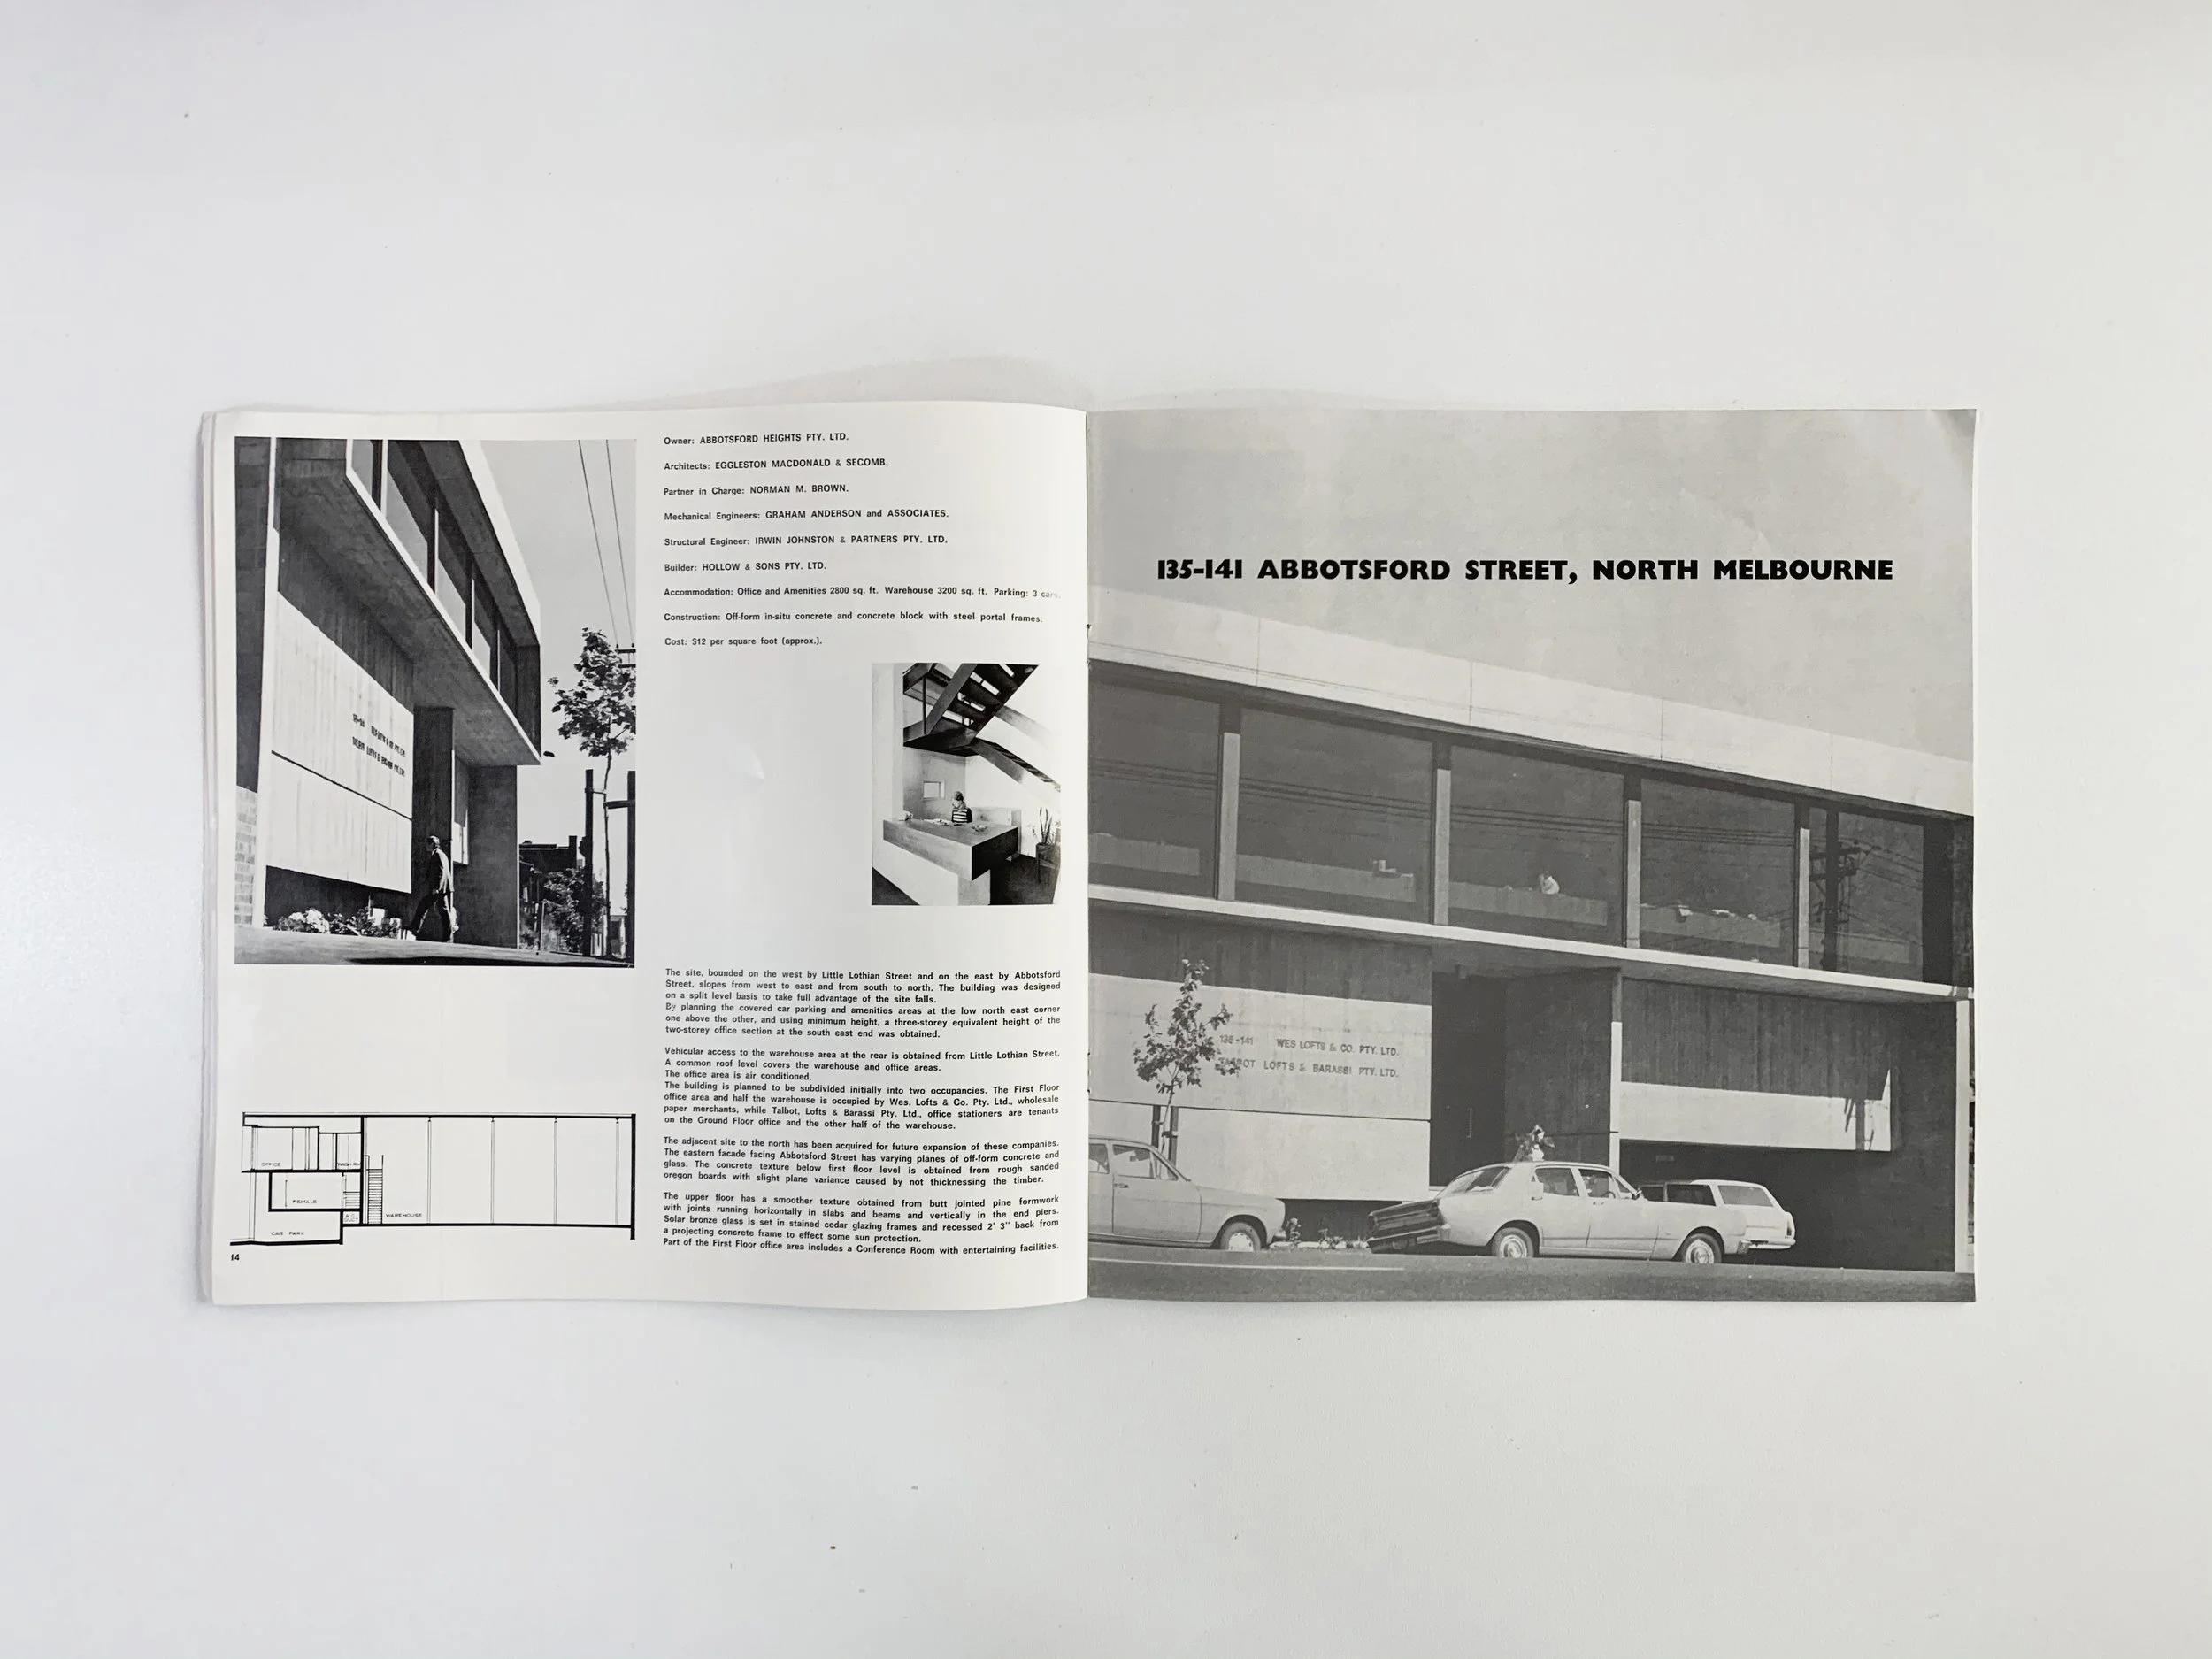 Owner: ABBOTSFORD HEIGHTS PTY. LTD.
Architects: EGGLESTON MACDONALD & SECOMB.
Partner in Charge: NORMAN M. BROWN.
Mechanical Engineers: GRAHAM ANDERSON and ASSOCIATES.
Structural Engineer: IRWIN JOHNSTON & PARTNERS PTY. LTD.
Builder: HOLLOW & SONS PTY. LTD.
Accommodation: Office and Amenities 2800 sq. ft. Warehouse 3200 sq. ft. Parking: 3 cars.
Construction: Off-form in-situ concrete and concrete block with steel portal frames.
Cost: $12 per square foot (approx.).
The site, bounded on the west by Little Lothian Street and on the east by Abbotsford
Street, slopes from west to east and from south to north. The building was designed
on a split level basis to take full advantage of the site falls.
By planning the covered car parking and amenities areas at the low north east corner
one above the other, and using minimum height, a three-storey equivalent height of the
two-storey office section at the south east end was obtained.
Vehicular access to the warehouse area at the rear is obtained from Little Lothian Street.
A common roof level covers the warehouse and office areas.
The office area is air conditioned.
The building is planned to be subdivided initially into two occupancies. The First Floor
office area and half the warehouse is occupied by Wes. Lofts & Co. Pty. Ltd., wholesale
paper merchants, while Talbot, Lofts & Barassi Pty. Ltd., office stationers are tenants
on the Ground Floor office and the other half of the warehouse.
The adjacent site to the north has been acquired for future expansion of these companies.
The eastern facade facing Abbotsford Street has varying planes of off-form concrete and
glass. The concrete texture below first floor level is obtained from rough sanded
oregon boards with slight plane variance caused by not thicknessing the timber.
The upper floor has a smoother texture obtained from butt jointed pine formwork
with joints running horizontally in slabs and beams and vertically in the end piers.
Solar bronze glass is set in stained cedar glazing frames and recessed 2' 3" back from
a projecting concrete frame to effect some sun protection.
Part of the First Floor office area includes a Conference Room with entertaining facilities.
OFFICE
FEMALE
WAREHOUSE
CAR PARK
14
135-141 ABBOTSFORD STREET, NORTH MELBOURNE
135-141 WES LOFTS & CO. PTY. LTD.
LOFTS & BARASSI PTY. LTD.